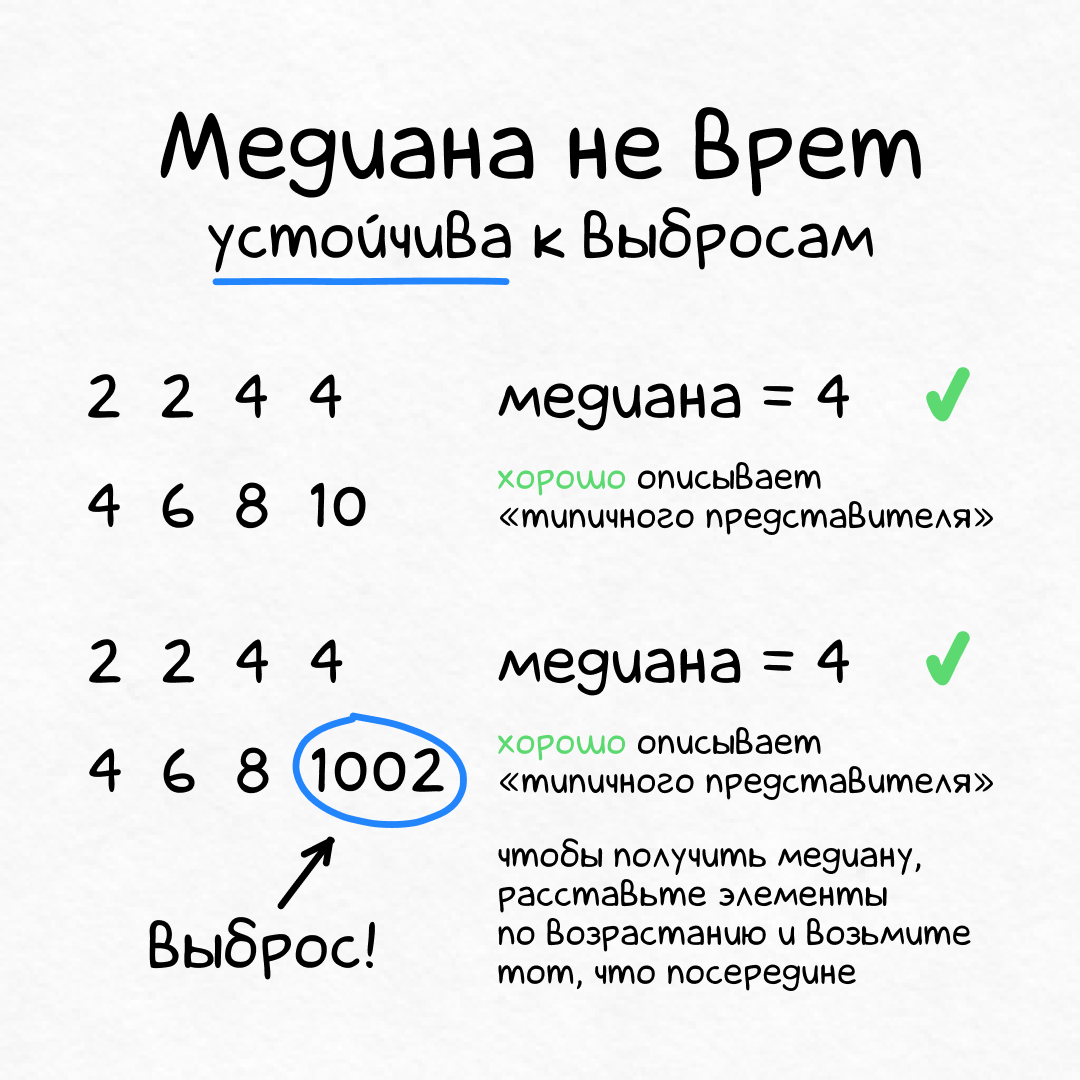 Медиана не врет
устойчива к выбросам
2 2 4 4
4 6 8 10
медиана = 4
хорошо описывает
«типичного представителя»
2 2 4 4
4 6 8 1002
Выброс!
медиана = 4
хорошо описывает
«типичного представителя»
чтобы получить медиану,
расставьте элементы
по возрастанию и возьмите
тот, что посередине